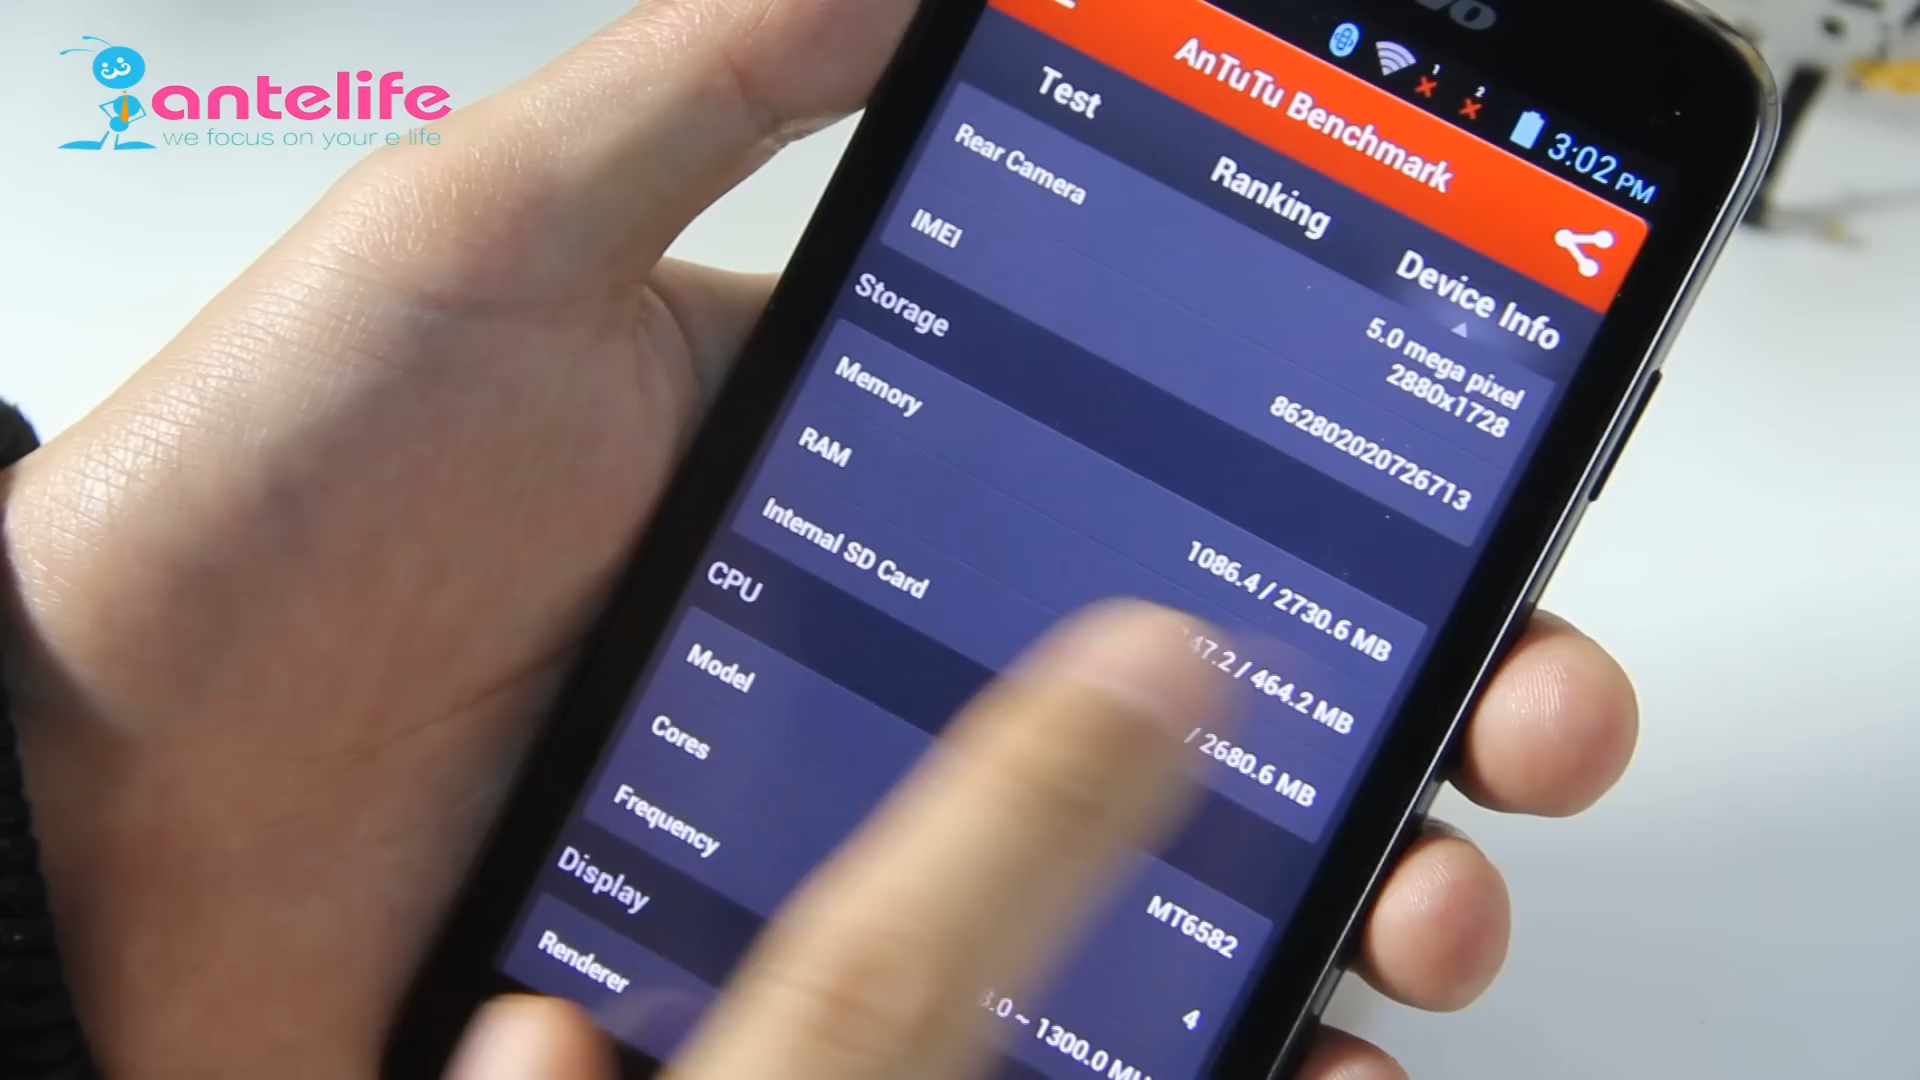 antelife
we focus on your e life
3:02 PM
AnTuTu Benchmark
Test
Ranking
Device Info
Rear Camera
5.0 mega pixel
2880x1728
IMEI
862802020726713
Storage
Memory
1086.4 / 2730.6 MB
RAM
/ 464.2 MB
Internal SD Card
/ 2680.6 MB
CPU
Model
MT6582
Cores
4
Frequency
~ 1300.0
Display
Renderer